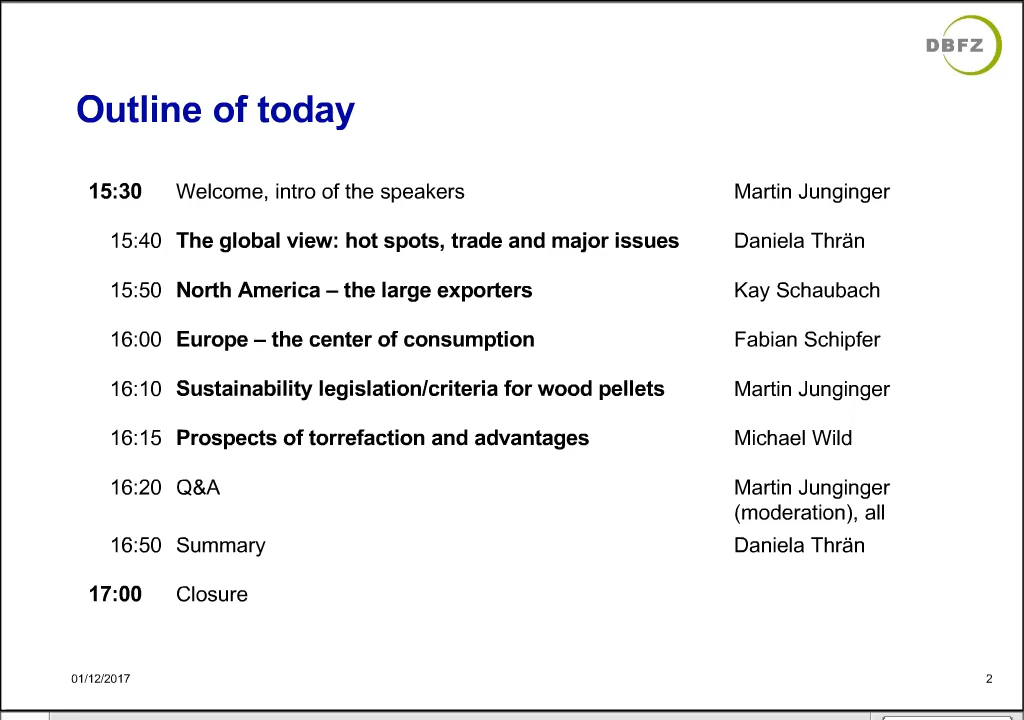 DBFZ
Outline of today
15:30 Welcome, intro of the speakers Martin Junginger
15:40 The global view: hot spots, trade and major issues Daniela Thrän
15:50 North America – the large exporters Kay Schaubach
16:00 Europe – the center of consumption Fabian Schipfer
16:10 Sustainability legislation/criteria for wood pellets Martin Junginger
16:15 Prospects of torrefaction and advantages Michael Wild
16:20 Q&A Martin Junginger
(moderation), all
16:50 Summary Daniela Thrän
17:00 Closure
01/12/2017 2